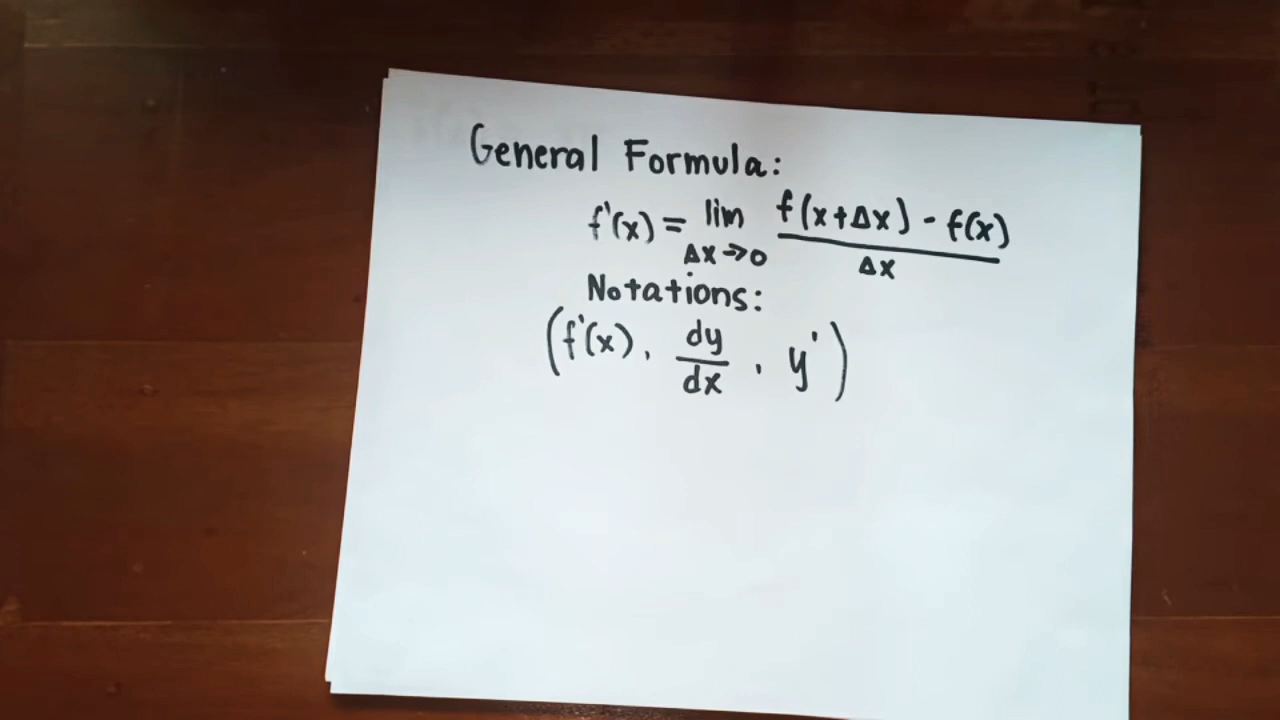 General Formula:
f'(x) = lim f(x+Δx) - f(x)
Δx→0 Δx
Notations:
(f'(x), dy/dx, y')